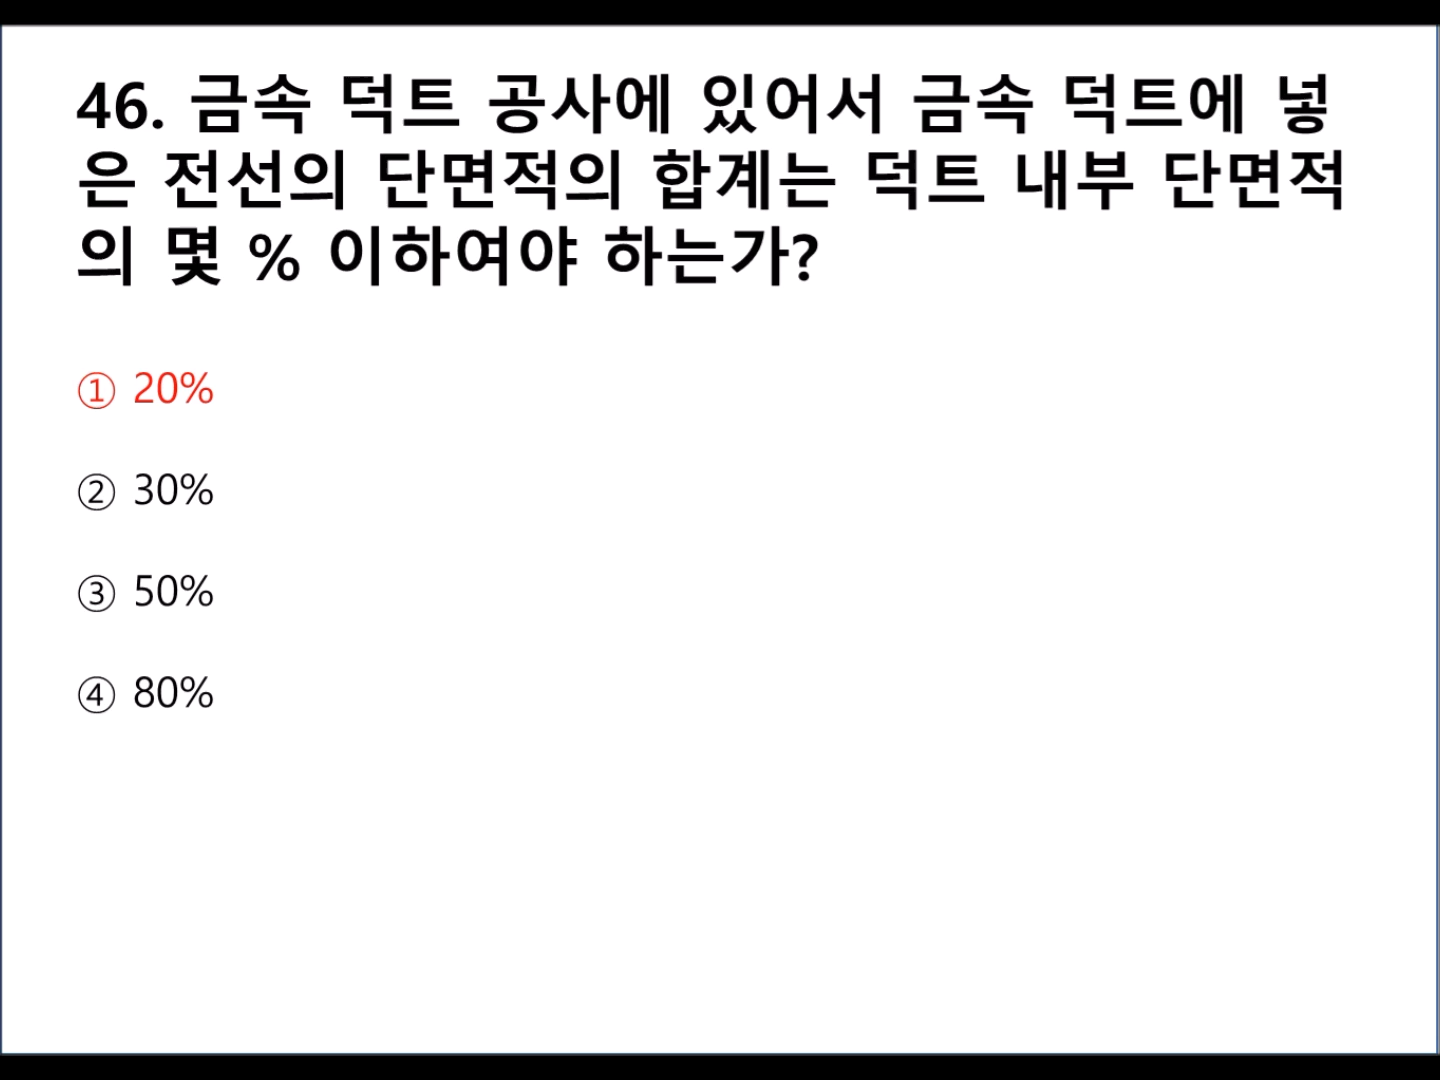 46. 금속 덕트 공사에 있어서 금속 덕트에 넣
은 전선의 단면적의 합계는 덕트 내부 단면적
의 몇 % 이하여야 하는가?
① 20%
② 30%
③ 50%
④ 80%